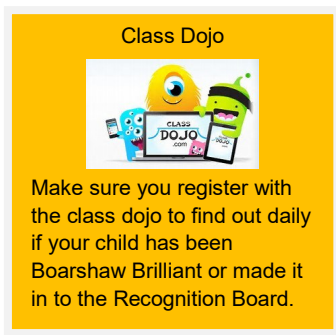 Class Dojo
CLASS
DOJO
.com
DOJO
Make sure you register with
the class dojo to find out daily
if your child has been
Boarshaw Brilliant or made it
in to the Recognition Board.